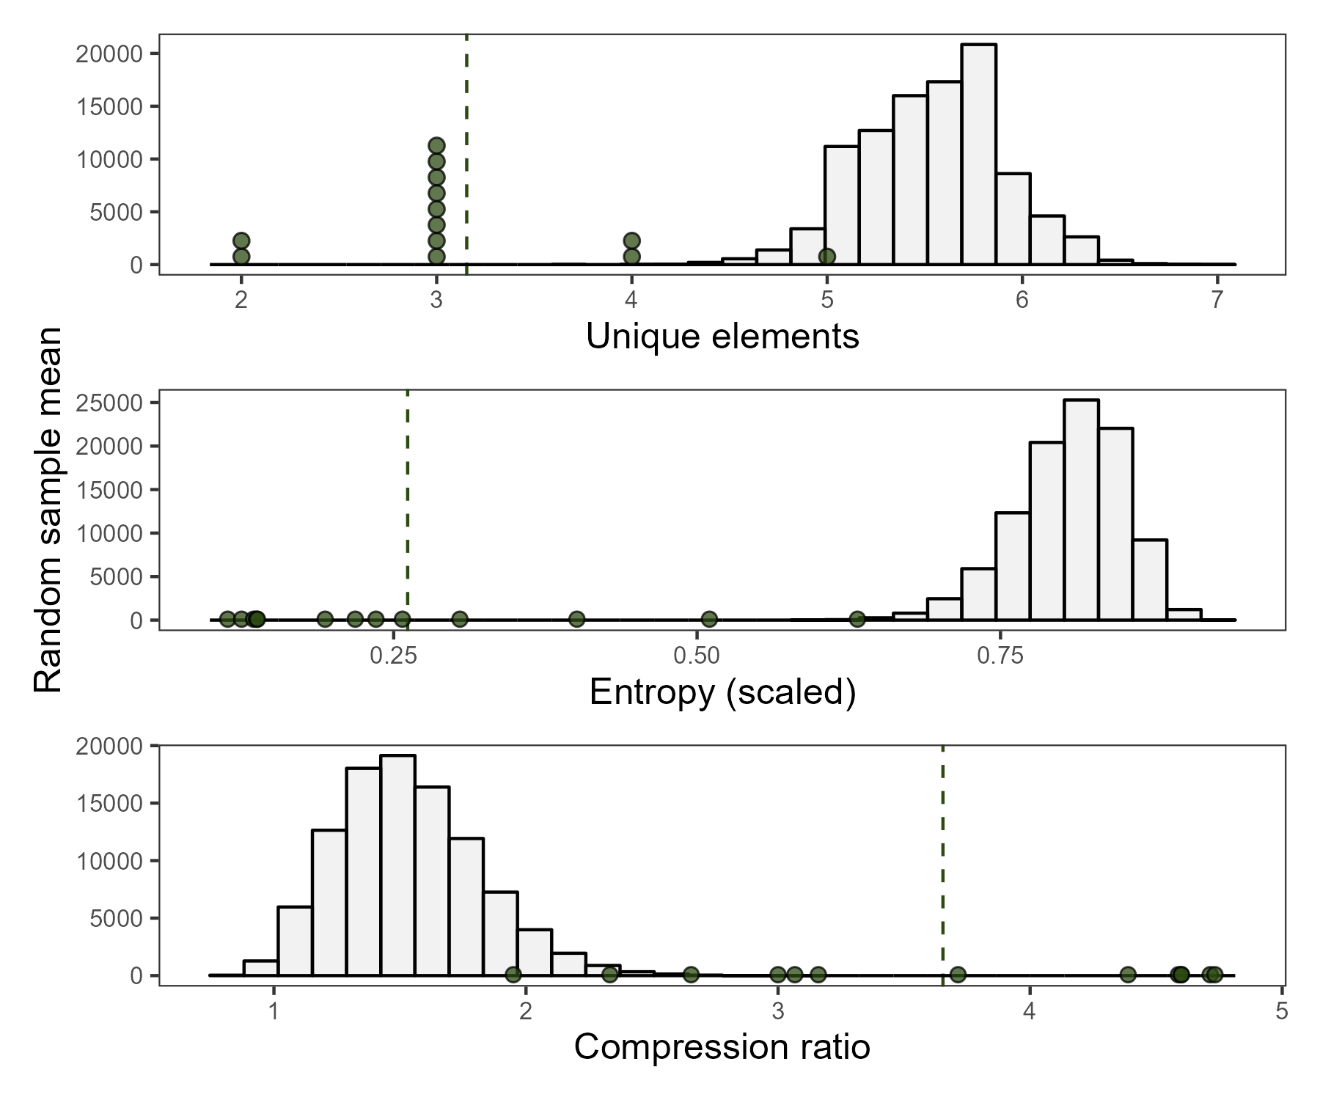 20000
15000
10000
5000
0
2 3 4 5 6 7
Unique elements
Random sample mean
25000
20000
15000
10000
5000
0
0.25 0.50 0.75
Entropy (scaled)
20000
15000
10000
5000
0
1 2 3 4 5
Compression ratio